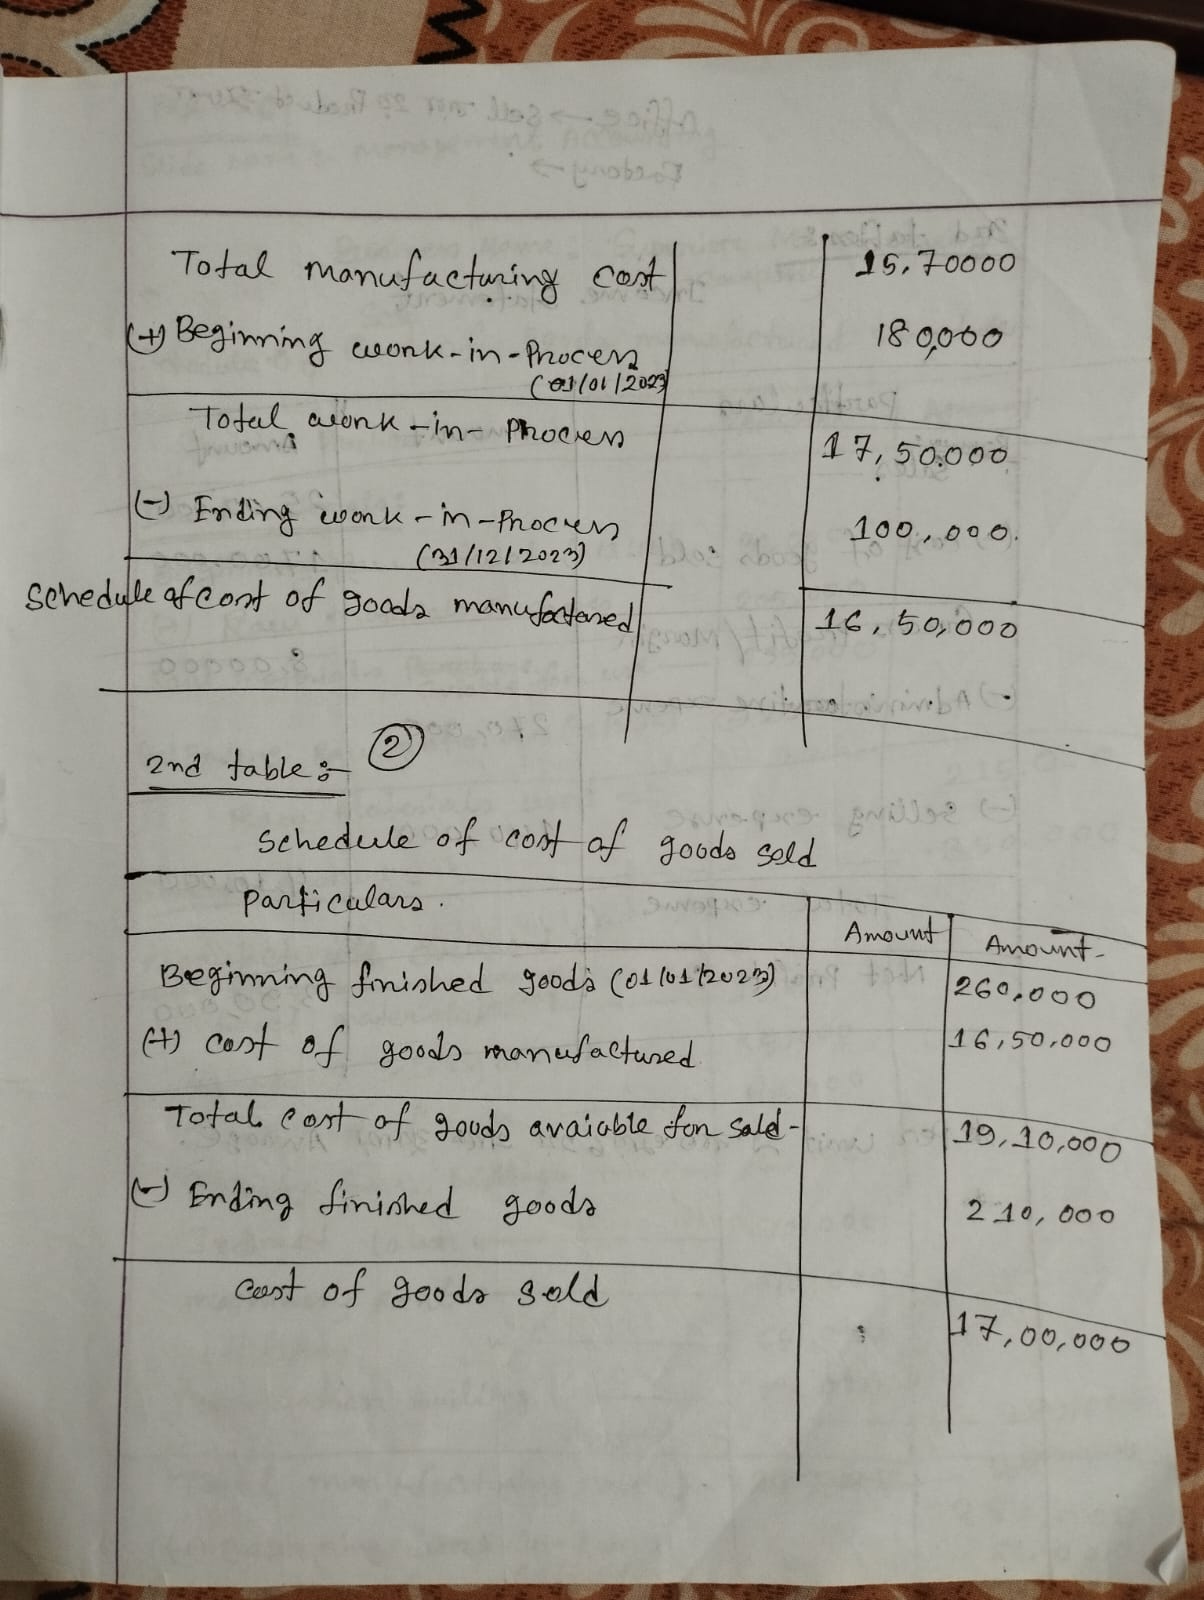 Total manufacturing cost 15,70000
(+) Beginning work-in-Process 180,000
(01/01/2023)
Total work-in-Process 17,50.000
(-) Ending work-in-Process 100,000.
(31/12/2023)
Schedule of cost of goods manufactured 16,50,000
2nd table:- 2
Schedule of cost of goods sold
Particulars. Amount Amount
Beginning finished goods (01/01/2023) 260,000
(+) cost of goods manufactured 16,50,000
Total cost of goods avaiable for sold- 19,10,000
(-) Ending finished goods 210,000
Cost of goods sold 17,00,000